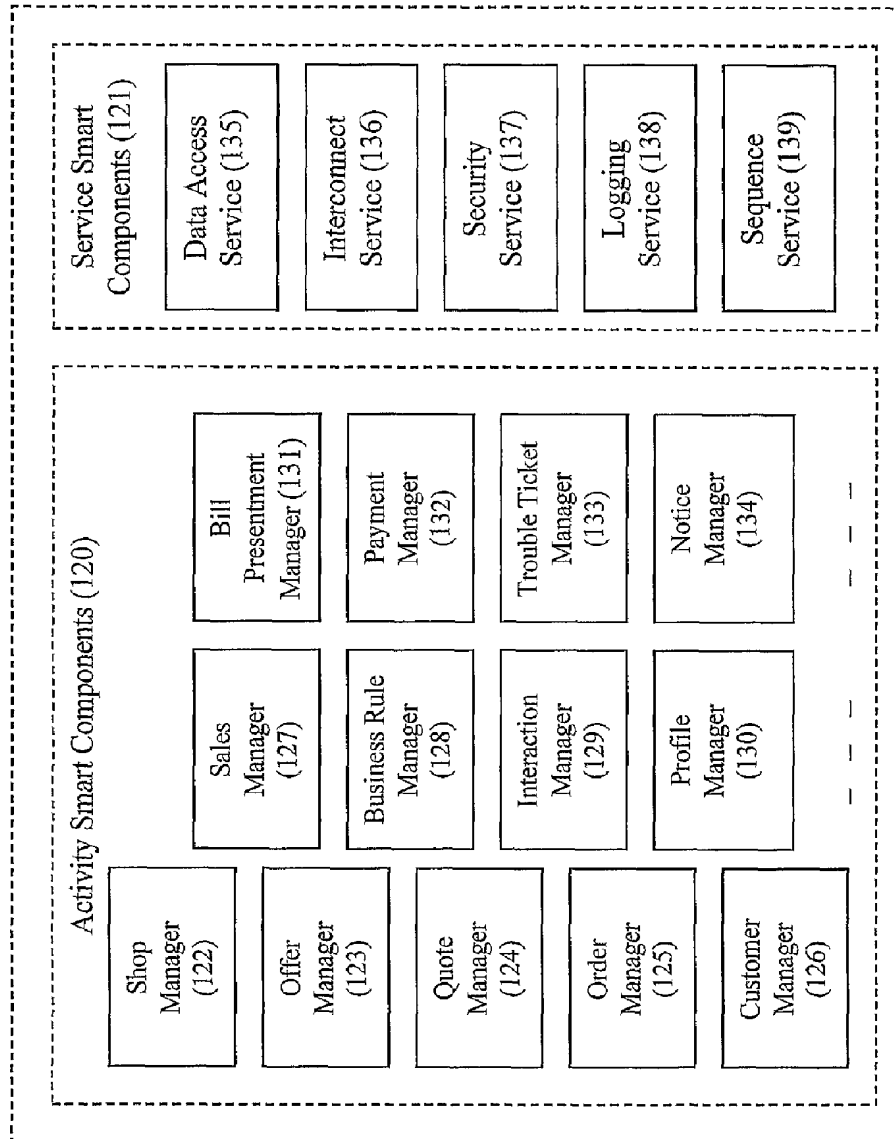 Activity Smart Components (120)
Shop
Manager
(122)
Offer
Manager
(123)
Quote
Manager
(124)
Order
Manager
(125)
Customer
Manager
(126)
Sales
Manager
(127)
Business Rule
Manager
(128)
Interaction
Manager
(129)
Profile
Manager
(130)
Bill
Presentment
Manager (131)
Payment
Manager
(132)
Trouble Ticket
Manager
(133)
Notice
Manager
(134)
Service Smart
Components (121)
Data Access
Service (135)
Interconnect
Service (136)
Security
Service (137)
Logging
Service (138)
Sequence
Service (139)